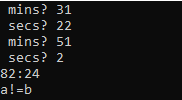 mins? 31
secs? 22
mins? 51
secs? 2
82:24
a!=b